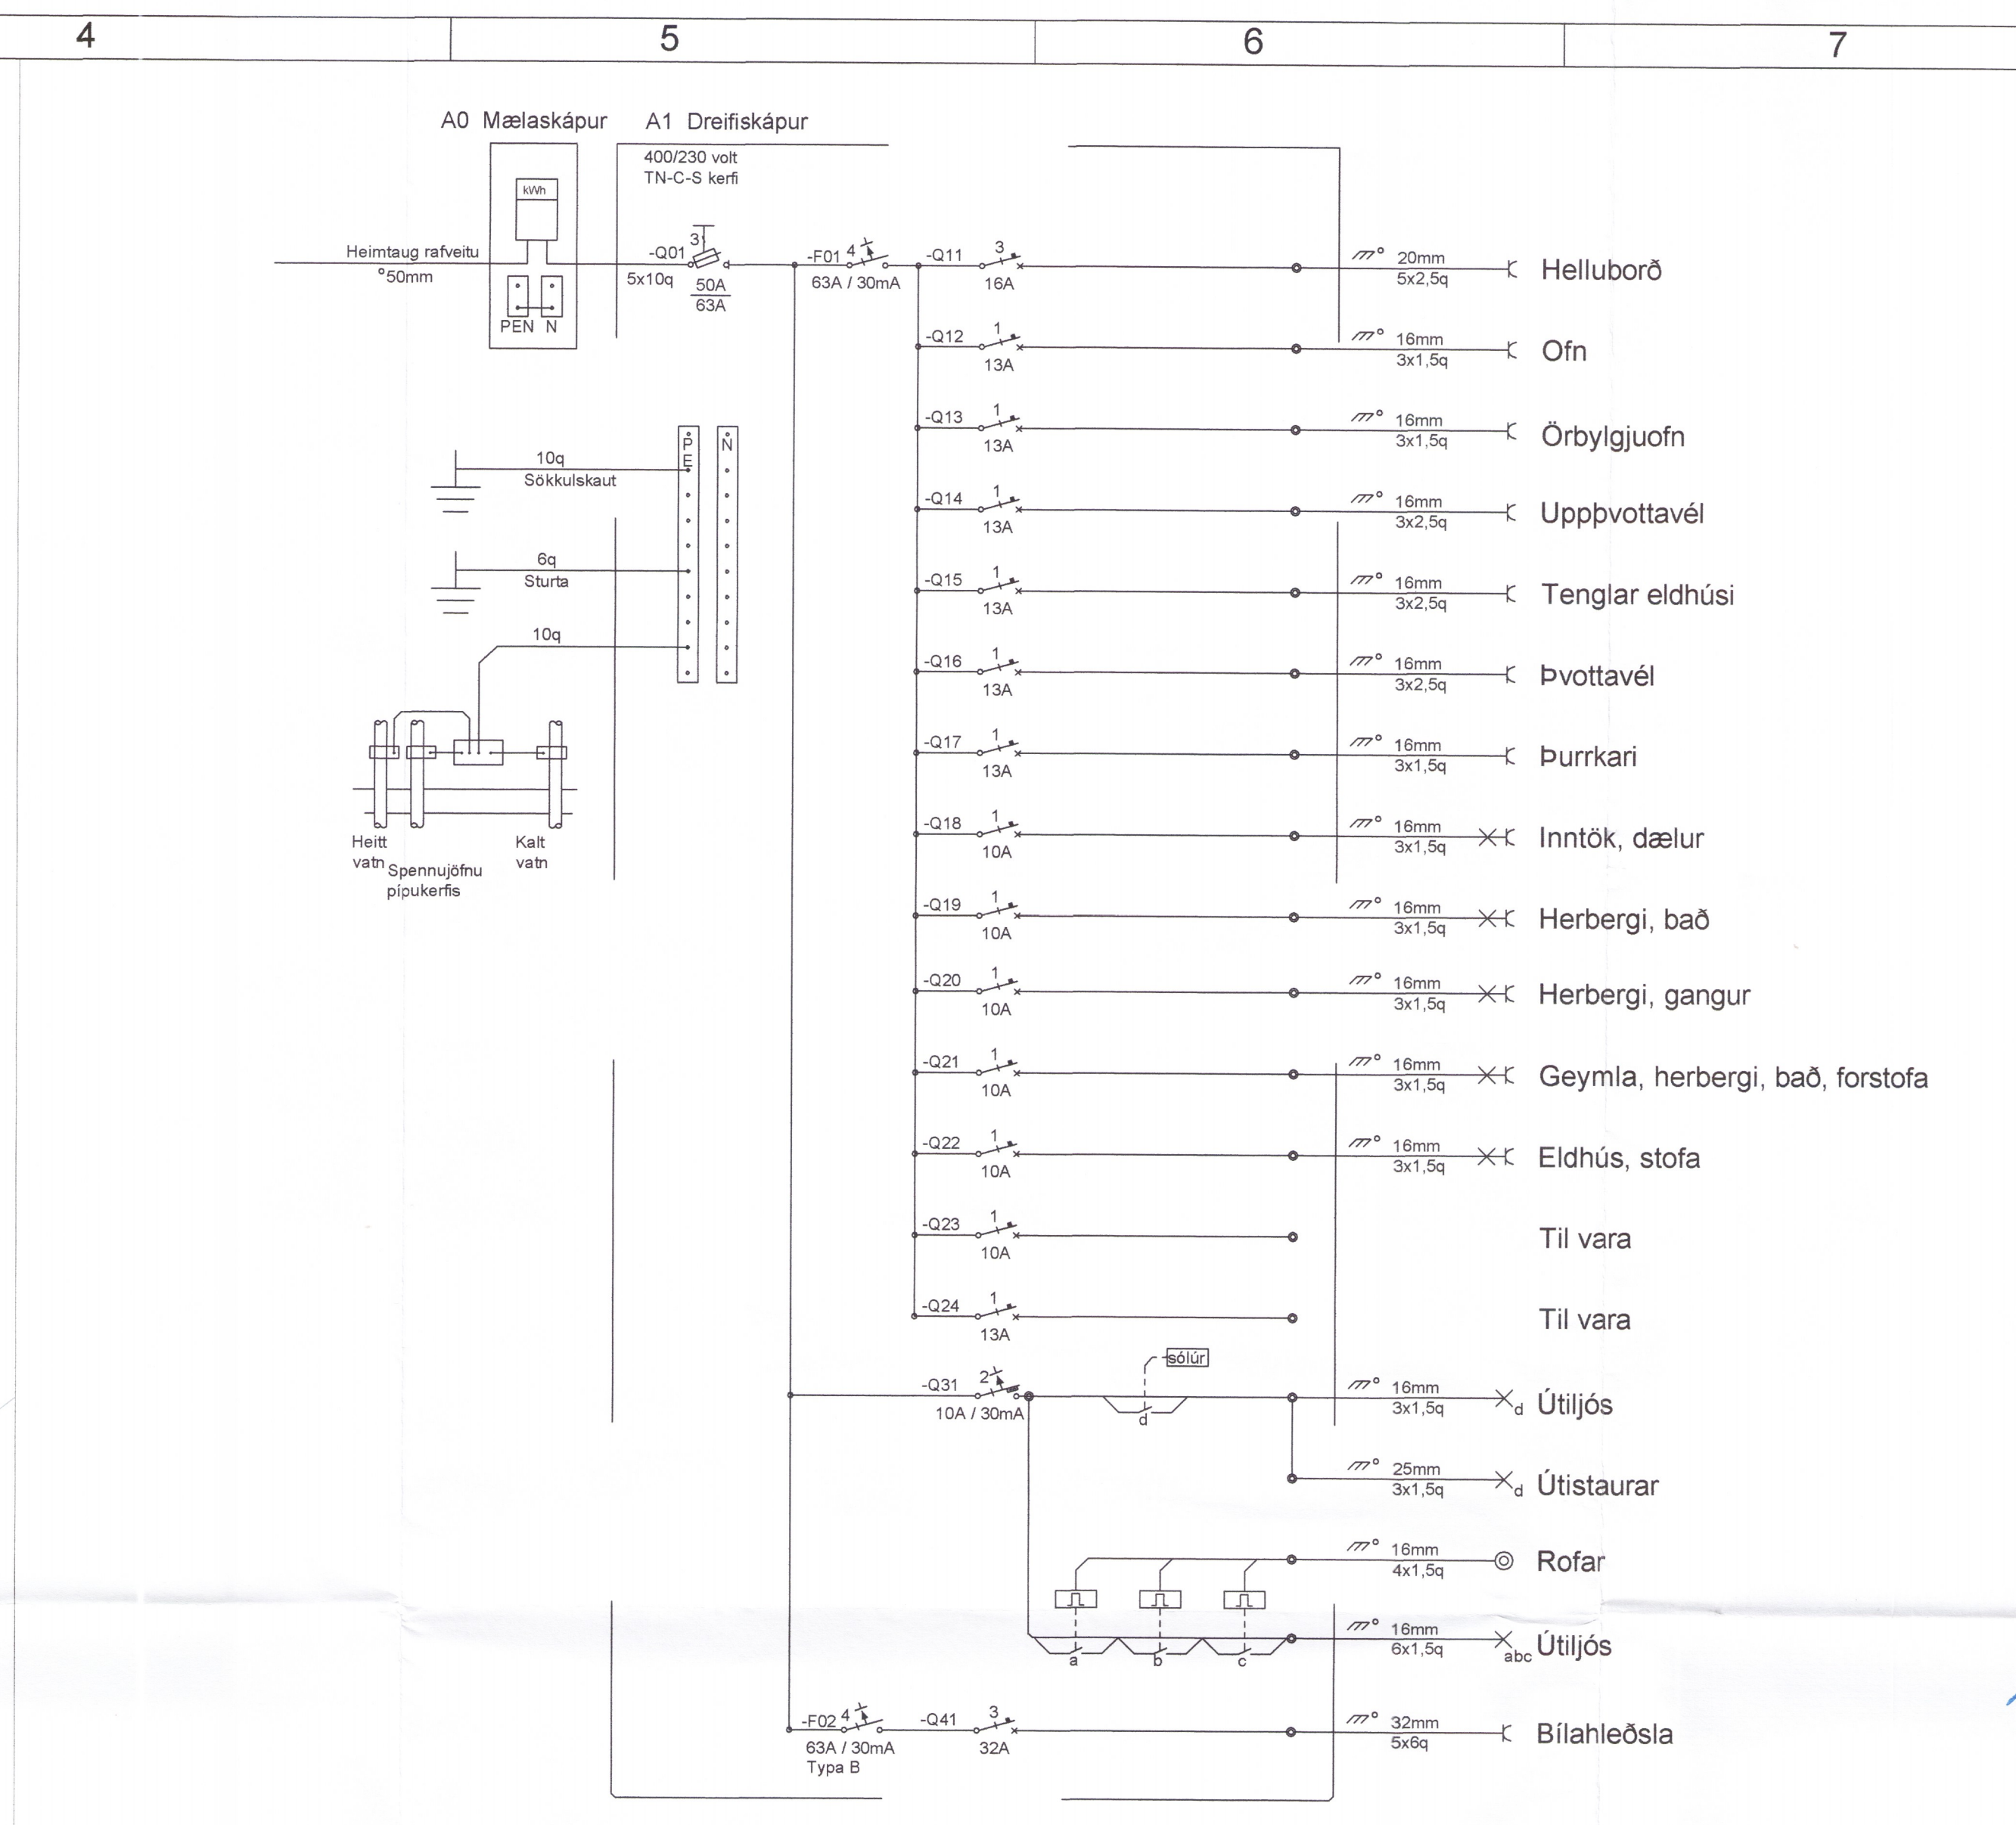 4 5 6 7
A0 Mælaskápur A1 Dreifiskápur
400/230 volt
TN-C-S kerfi
kWh
Heimtaug rafveitu
°50mm
PEN N
-Q01 3
5x10q 50A
63A
-F01 4
63A / 30mA
-Q11 3
16A
20mm
5x2,5q
Helluborð
-Q12 1
13A
16mm
3x1,5q
Ofn
-Q13 1
13A
16mm
3x1,5q
Örbylgjuofn
-Q14 1
13A
16mm
3x2,5q
Uppþvottavél
-Q15 1
13A
16mm
3x2,5q
Tenglar eldhúsi
-Q16 1
13A
16mm
3x2,5q
Þvottavél
-Q17 1
13A
16mm
3x1,5q
Þurrkari
-Q18 1
10A
16mm
3x1,5q
Inntök, dælur
-Q19 1
10A
16mm
3x1,5q
Herbergi, bað
-Q20 1
10A
16mm
3x1,5q
Herbergi, gangur
-Q21 1
10A
16mm
3x1,5q
Geymla, herbergi, bað, forstofa
-Q22 1
10A
16mm
3x1,5q
Eldhús, stofa
-Q23 1
10A
Til vara
-Q24 1
13A
Til vara
sólúr
-Q31 2
10A / 30mA
d
16mm
3x1,5q
d Útiljós
25mm
3x1,5q
d Útistaurar
16mm
4x1,5q
Rofar
a b c
16mm
6x1,5q
abc Útiljós
-F02 4
63A / 30mA
Typa B
-Q41 3
32A
32mm
5x6q
Bílahleðsla
P
E
N
10q
Sökkulskaut
6q
Sturta
10q
Heitt
vatn
Spennujöfnu
pípukerfis
Kalt
vatn